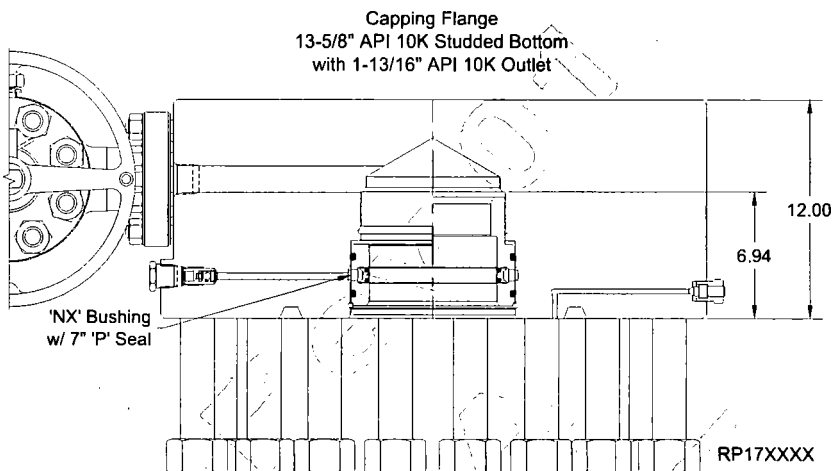 Capping Flange
13-5/8" API 10K Studded Bottom
with 1-13/16" API 10K Outlet
12.00
6.94
'NX' Bushing
w/ 7" 'P' Seal
RP17XXXX